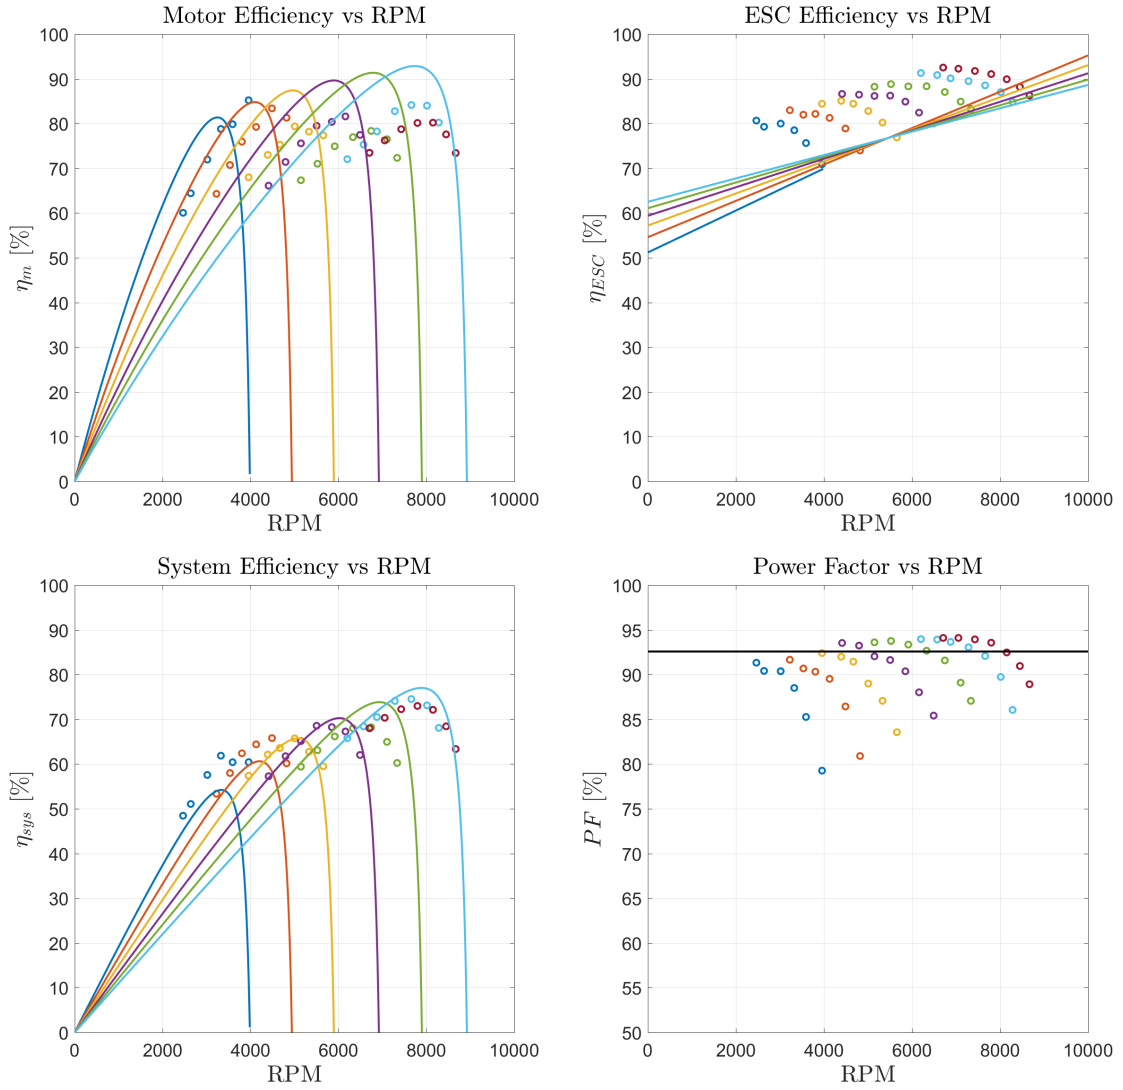 Motor Efficiency vs RPM
100
90
80
70
60
50
40
30
20
10
0
η_m [%]
0 2000 4000 6000 8000 10000
RPM
ESC Efficiency vs RPM
100
90
80
70
60
50
40
30
20
10
0
η_ESC [%]
0 2000 4000 6000 8000 10000
RPM
System Efficiency vs RPM
100
90
80
70
60
50
40
30
20
10
0
η_sys [%]
0 2000 4000 6000 8000 10000
RPM
Power Factor vs RPM
100
95
90
85
80
75
70
65
60
55
50
PF [%]
0 2000 4000 6000 8000 10000
RPM